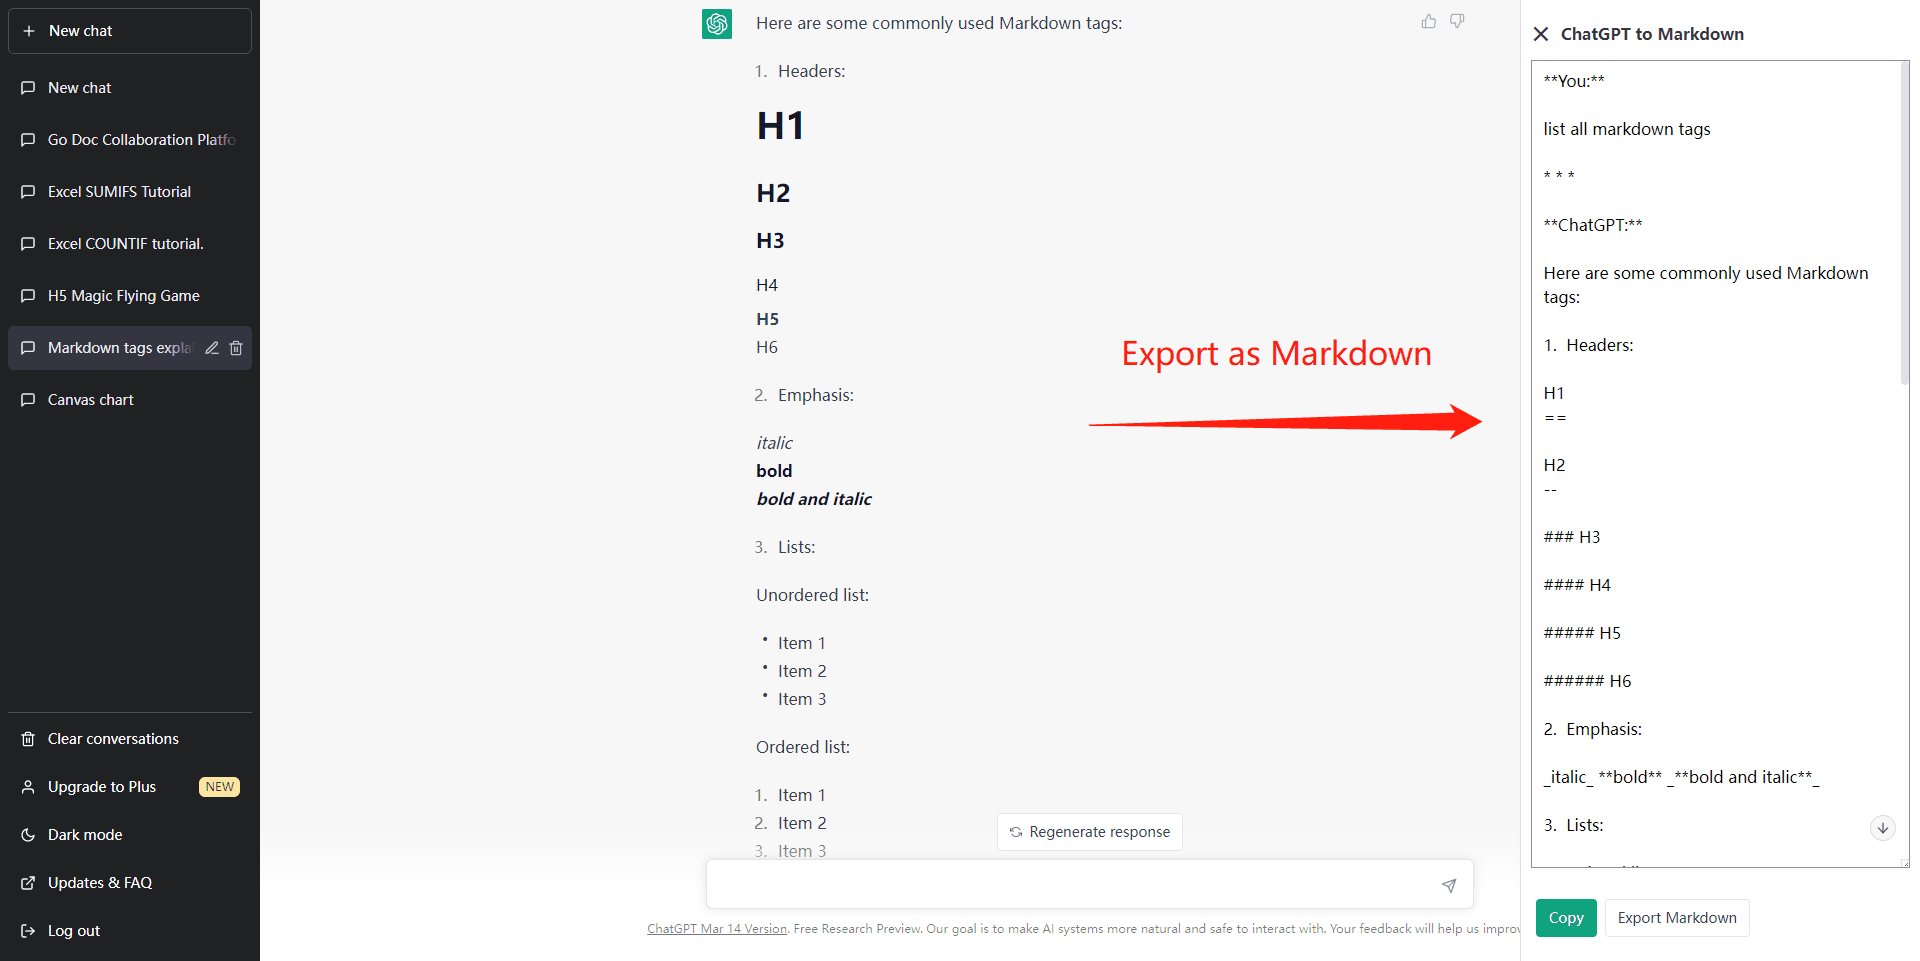 New chat
New chat
Go Doc Collaboration Platfo
Excel SUMIFS Tutorial
Excel COUNTIF tutorial.
H5 Magic Flying Game
Markdown tags explai
Canvas chart
Clear conversations
Upgrade to Plus NEW
Dark mode
Updates & FAQ
Log out
Here are some commonly used Markdown tags:
1. Headers:
H1
H2
H3
H4
H5
H6
2. Emphasis:
italic
bold
bold and italic
3. Lists:
Unordered list:
• Item 1
• Item 2
• Item 3
Ordered list:
1. Item 1
2. Item 2
3. Item 3
Regenerate response
ChatGPT Mar 14 Version. Free Research Preview. Our goal is to make AI systems more natural and safe to interact with. Your feedback will help us improv
Export as Markdown
ChatGPT to Markdown
**You:**
list all markdown tags
* * *
**ChatGPT:**
Here are some commonly used Markdown
tags:
1. Headers:
H1
==
H2
--
### H3
#### H4
##### H5
###### H6
2. Emphasis:
_italic_ **bold** _**bold and italic**_
3. Lists:
Copy
Export Markdown